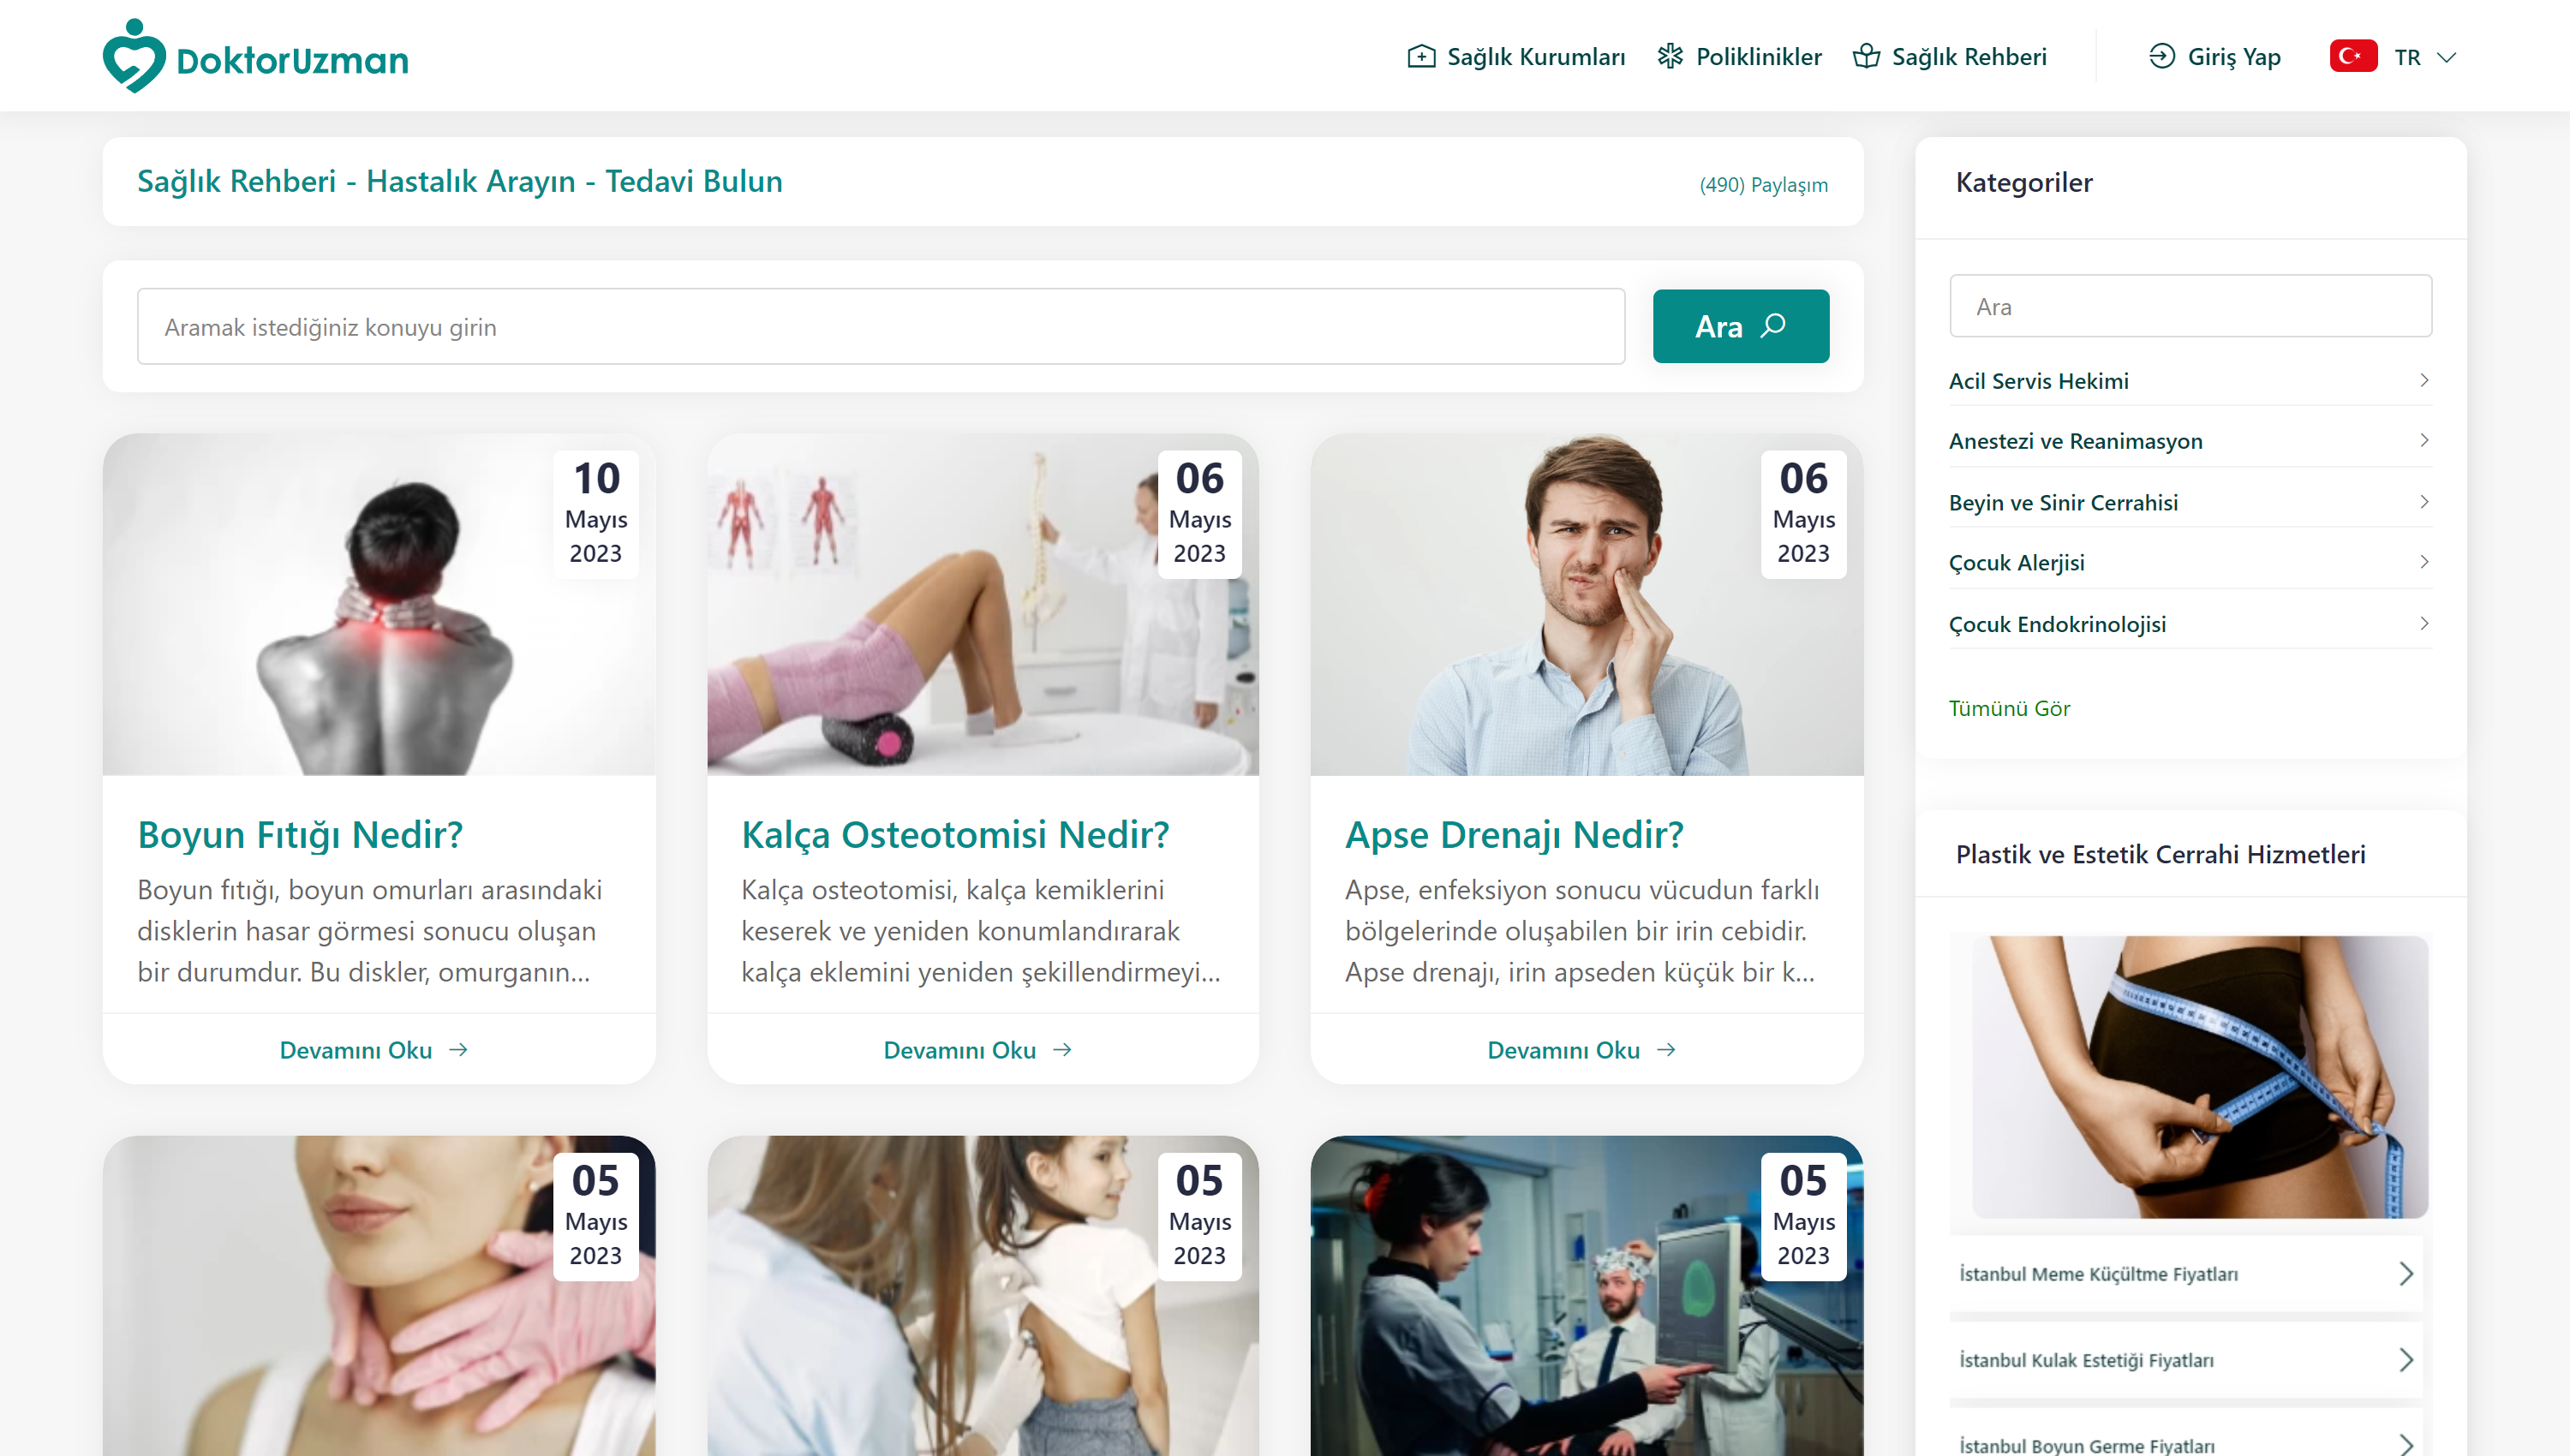 DoktorUzman
Sağlık Kurumları
Poliklinikler
Sağlık Rehberi
Giriş Yap
TR
Sağlık Rehberi - Hastalık Arayın - Tedavi Bulun
(490) Paylaşım
Aramak istediğiniz konuyu girin
Ara
10
Mayıs
2023
Boyun Fıtığı Nedir?
Boyun fıtığı, boyun omurları arasındaki
disklerin hasar görmesi sonucu oluşan
bir durumdur. Bu diskler, omurganın...
Devamını Oku
06
Mayıs
2023
Kalça Osteotomisi Nedir?
Kalça osteotomisi, kalça kemiklerini
keserek ve yeniden konumlandırarak
kalça eklemini yeniden şekillendirmeyi...
Devamını Oku
06
Mayıs
2023
Apse Drenajı Nedir?
Apse, enfeksiyon sonucu vücudun farklı
bölgelerinde oluşabilen bir irin cebidir.
Apse drenajı, irin apseden küçük bir k...
Devamını Oku
05
Mayıs
2023
05
Mayıs
2023
05
Mayıs
2023
Kategoriler
Ara
Acil Servis Hekimi
Anestezi ve Reanimasyon
Beyin ve Sinir Cerrahisi
Çocuk Alerjisi
Çocuk Endokrinolojisi
Tümünü Gör
Plastik ve Estetik Cerrahi Hizmetleri
İstanbul Meme Küçültme Fiyatları
İstanbul Kulak Estetiği Fiyatları
İstanbul Boyun Germe Fiyatları